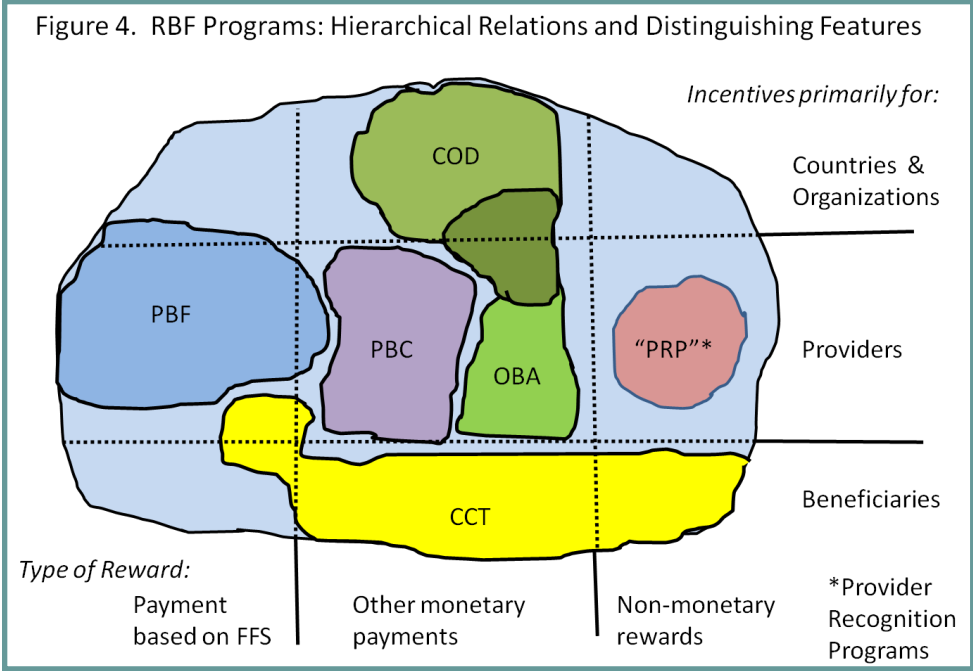 Figure 4.  RBF Programs: Hierarchical Relations and Distinguishing Features
Incentives primarily for:
COD
Countries &
Organizations
PBF
PBC
OBA
"PRP"*
Providers
CCT
Beneficiaries
Type of Reward:
Payment
based on FFS
Other monetary
payments
Non-monetary
rewards
*Provider
Recognition
Programs